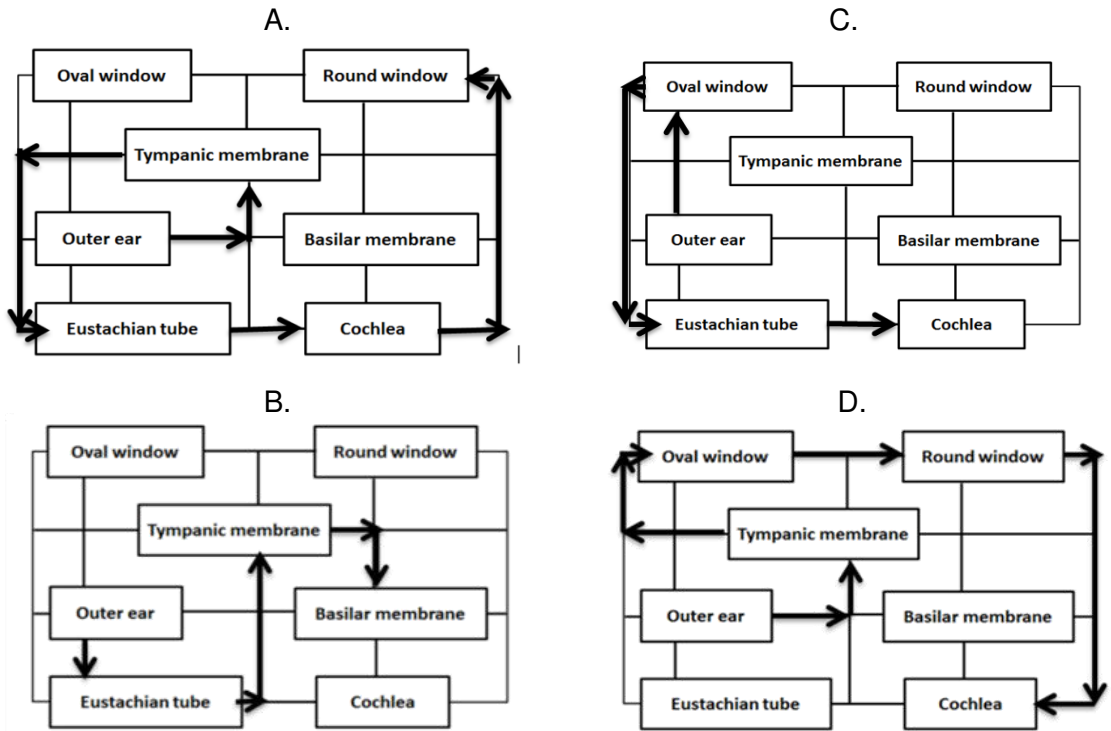 A.
Oval window
Round window
Tympanic membrane
Outer ear
Basilar membrane
Eustachian tube
Cochlea
C.
Oval window
Round window
Tympanic membrane
Outer ear
Basilar membrane
Eustachian tube
Cochlea
B.
Oval window
Round window
Tympanic membrane
Outer ear
Basilar membrane
Eustachian tube
Cochlea
D.
Oval window
Round window
Tympanic membrane
Outer ear
Basilar membrane
Eustachian tube
Cochlea